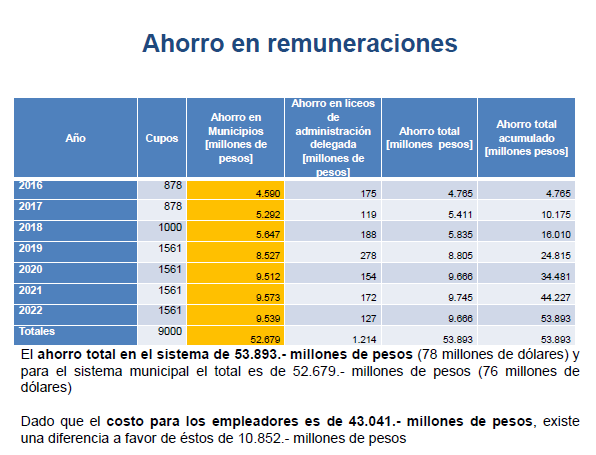 Ahorro en remuneraciones
Año Cupos Ahorro en Municipios [millones de pesos] Ahorro en liceos de administración delegada [millones de pesos] Ahorro total [millones pesos] Ahorro total acumulado [millones pesos]
2016 878 4.590 175 4.765 4.765
2017 878 5.292 119 5.411 10.175
2018 1000 5.647 188 5.835 16.010
2019 1561 8.527 278 8.805 24.815
2020 1561 9.512 154 9.666 34.481
2021 1561 9.573 172 9.745 44.227
2022 1561 9.539 127 9.666 53.893
Totales 9000 52.679 1.214 53.893 53.893
El ahorro total en el sistema de 53.893.- millones de pesos (78 millones de dólares) y
para el sistema municipal el total es de 52.679.- millones de pesos (76 millones de
dólares)
Dado que el costo para los empleadores es de 43.041.- millones de pesos, existe
una diferencia a favor de éstos de 10.852.- millones de pesos